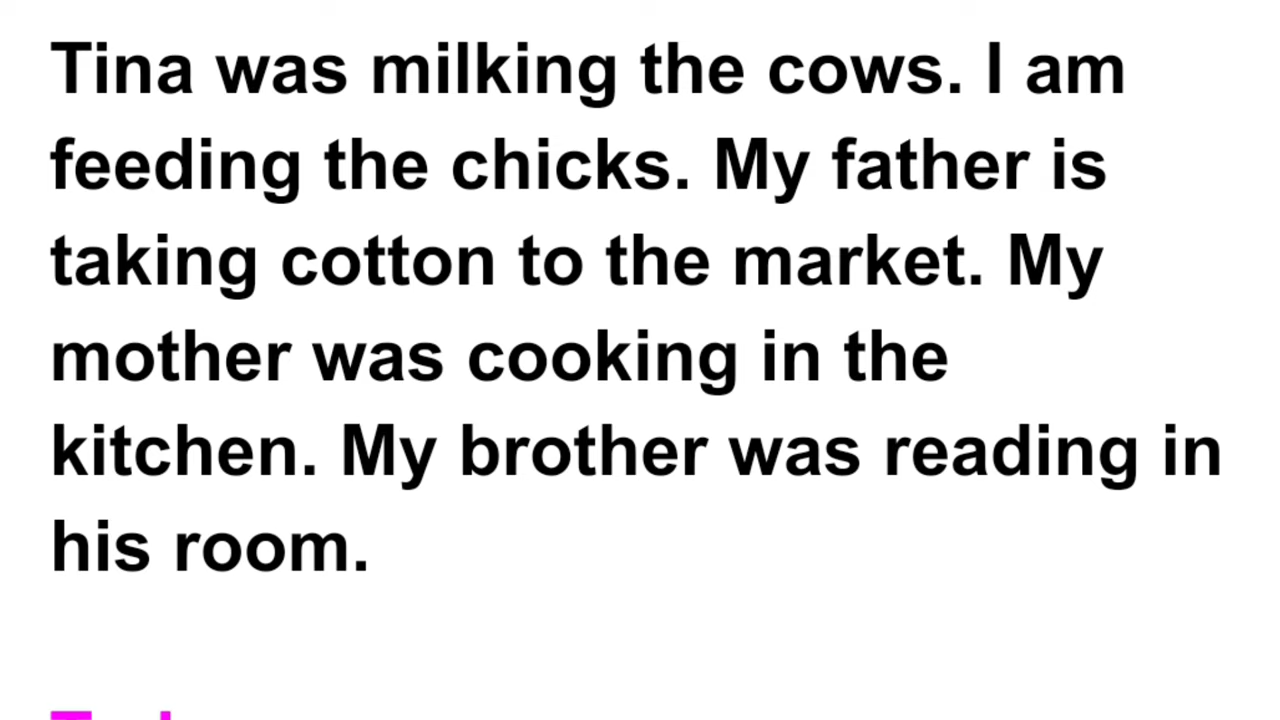 Tina was milking the cows. I am
feeding the chicks. My father is
taking cotton to the market. My
mother was cooking in the
kitchen. My brother was reading in
his room.